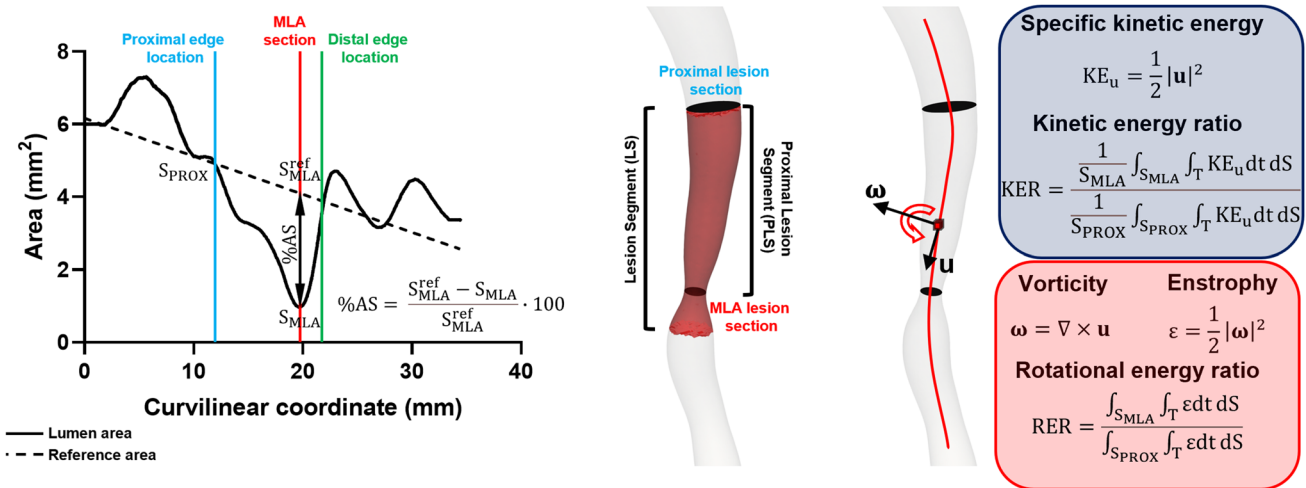 Proximal edge
location
MLA
section
Distal edge
location
8
6
4
2
0
Area (mm²)
S_PROX
S_MLA^ref
%AS
S_MLA
%AS = (S_MLA^ref − S_MLA) / S_MLA^ref · 100
0
10
20
30
40
Curvilinear coordinate (mm)
Lumen area
Reference area
Proximal lesion
section
Lesion Segment (LS)
Proximal Lesion
Segment (PLS)
MLA lesion
section
ω
u
Specific kinetic energy
KE_u = 1/2 |u|²
Kinetic energy ratio
KER = (1/S_MLA ∫_S_MLA ∫_T KE_u dt dS) / (1/S_PROX ∫_S_PROX ∫_T KE_u dt dS)
Vorticity
ω = ∇ × u
Enstrophy
ε = 1/2 |ω|²
Rotational energy ratio
RER = (∫_S_MLA ∫_T εdt dS) / (∫_S_PROX ∫_T εdt dS)